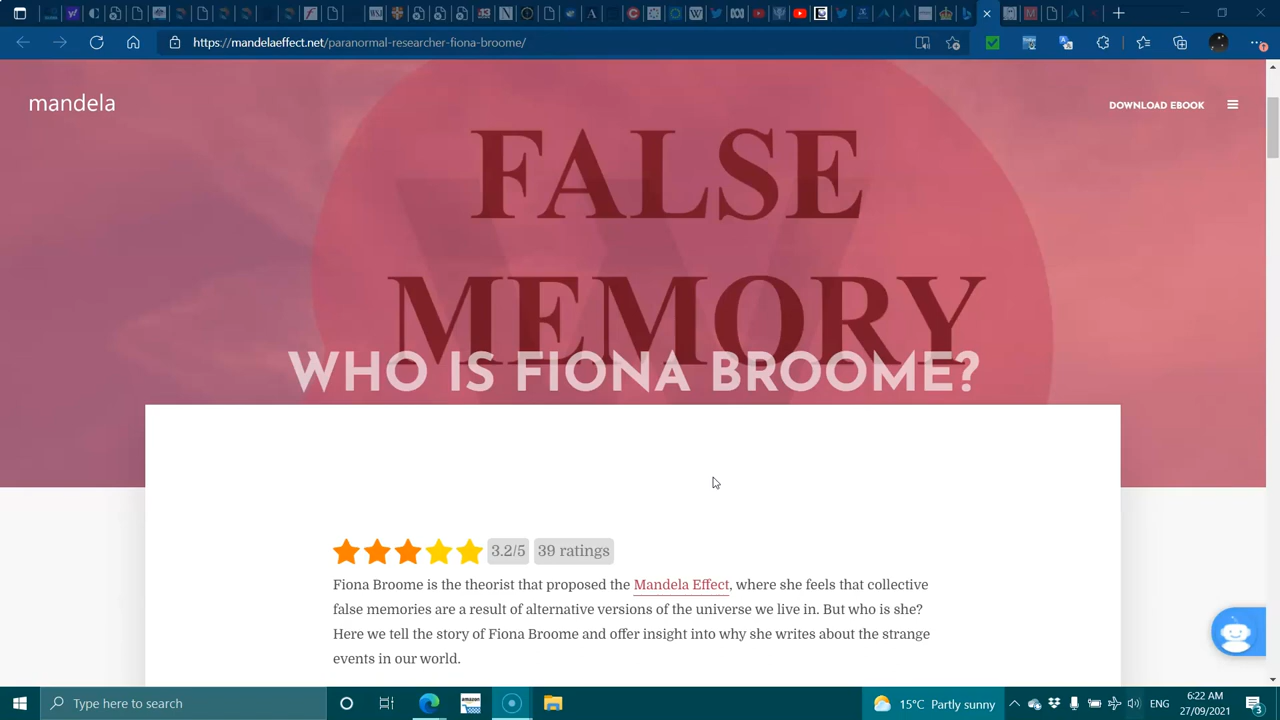 https://mandelaeffect.net/paranormal-researcher-fiona-broome/
mandela
DOWNLOAD EBOOK
FALSE
MEMORY
WHO IS FIONA BROOME?
3.2/5 39 ratings
Fiona Broome is the theorist that proposed the Mandela Effect, where she feels that collective
false memories are a result of alternative versions of the universe we live in. But who is she?
Here we tell the story of Fiona Broome and offer insight into why she writes about the strange
events in our world.
Type here to search
amazon
15°C Partly sunny
ENG
6:22 AM
27/09/2021
3